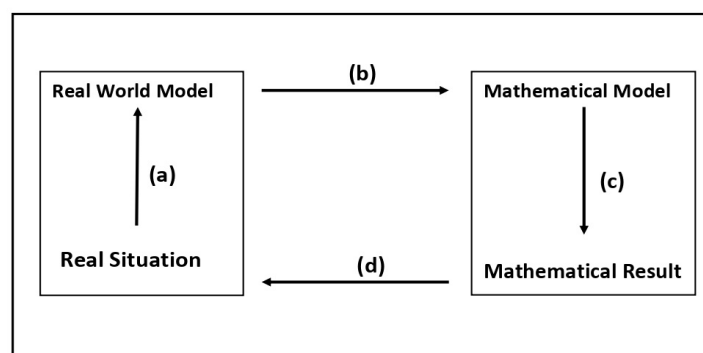 (b)
Real World Model
Mathematical Model
(a)
(c)
Real Situation
(d)
Mathematical Result